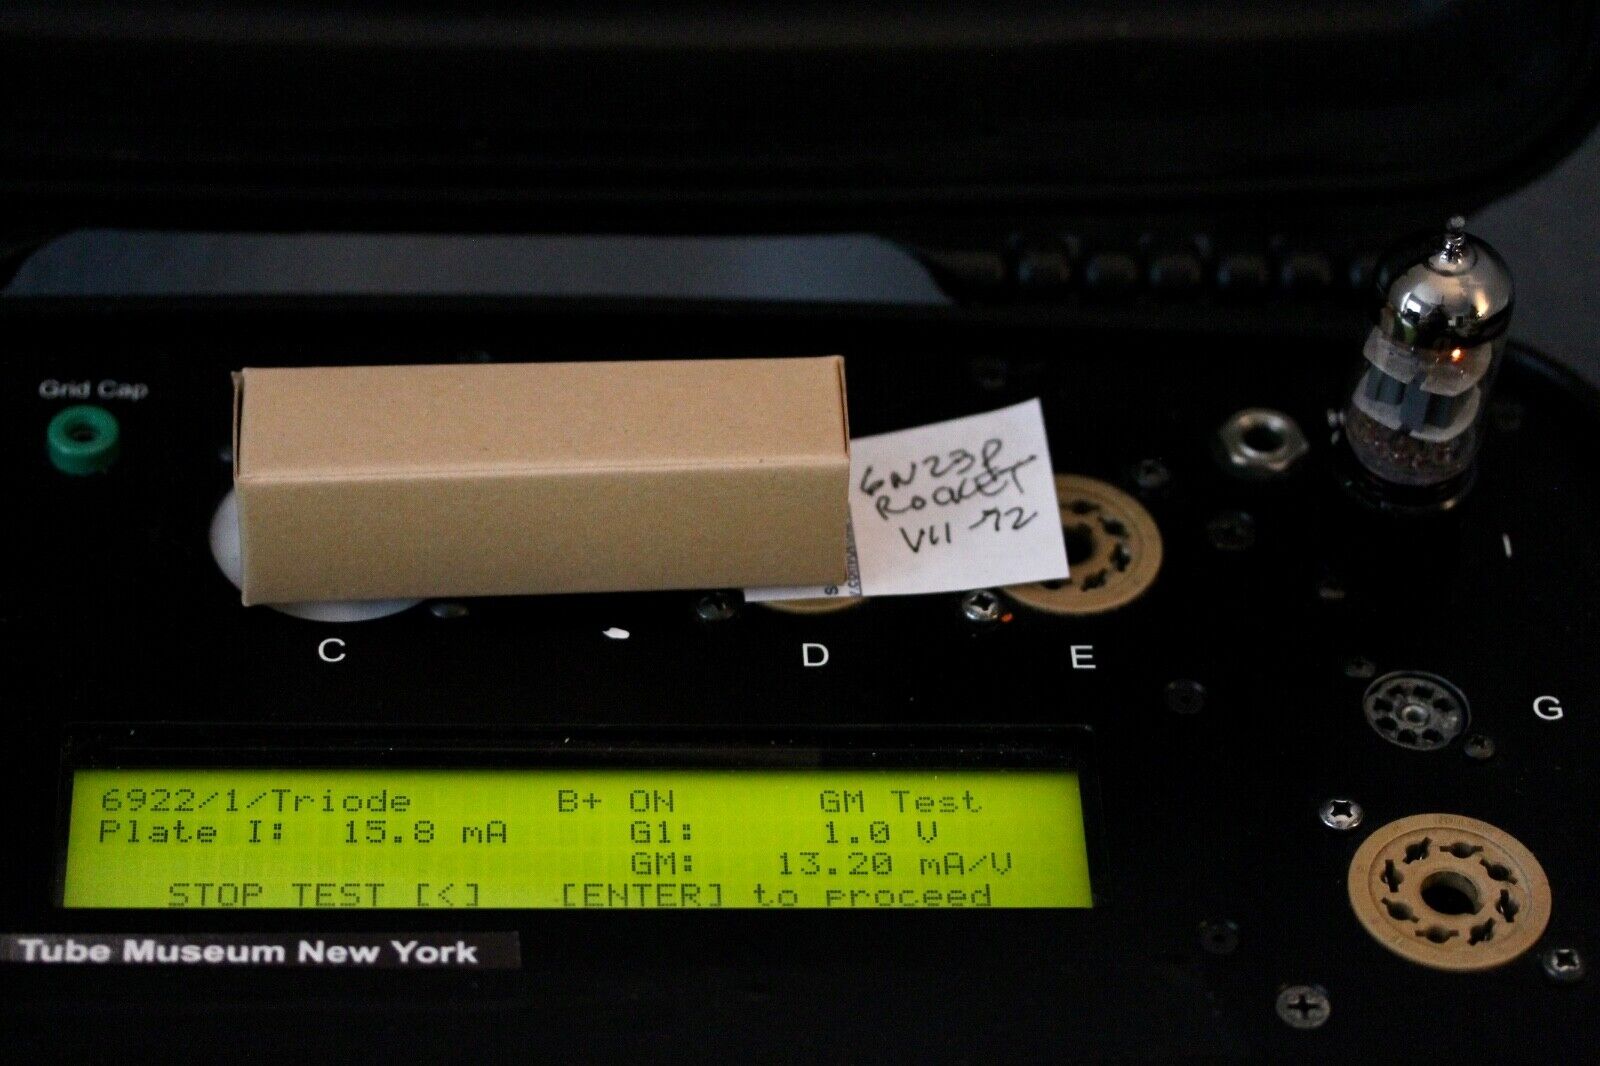 Grid Cap
6N23P
ROCKET
VII 72
C
D
E
G
6922/1/Triode B+ ON GM Test
Plate I: 15.8 mA G1: 1.0 V
GM: 13.20 mA/V
STOP TEST [<] [ENTER] to proceed
Tube Museum New York